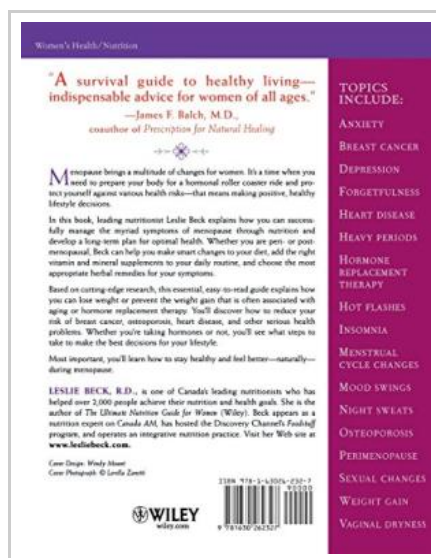 Women's Health/Nutrition
"A survival guide to healthy living—
indispensable advice for women of all ages."
—James F. Balch, M.D.,
coauthor of Prescription for Natural Healing
Menopause brings a multitude of changes for women. It's a time when you
need to prepare your body for a hormonal roller coaster ride and pro-
tect yourself against various health risks—that means making positive, healthy
lifestyle decisions.
In this book, leading nutritionist Leslie Beck explains how you can success-
fully manage the myriad symptoms of menopause through nutrition and
develop a long-term plan for optimal health. Whether you are peri- or post-
menopausal, Beck can help you make smart changes to your diet, add the right
vitamin and mineral supplements to your daily routine, and choose the most
appropriate herbal remedies for your symptoms.
Based on cutting-edge research, this essential, easy-to-read guide explains how
you can lose weight or prevent the weight gain that is often associated with
aging or hormone replacement therapy. You'll discover how to reduce your
risk of breast cancer, osteoporosis, heart disease, and other serious health
problems. Whether you're taking hormones or not, you'll see what steps to
take to make the best decisions for your lifestyle.
Most important, you'll learn how to stay healthy and feel better—naturally—
during menopause.
LESLIE BECK, R.D., is one of Canada's leading nutritionists who has
helped over 2,000 people achieve their nutrition and health goals. She is the
author of The Ultimate Nutrition Guide for Women (Wiley). Beck appears as
a nutrition expert on Canada AM, has hosted the Discovery Channel's Foodstuff
program, and operates an integrative nutrition practice. Visit her Web site at
www.lesliebeck.com.
Cover Design: Wendy Mount
Cover Photograph: © Lorella Zanetti
WILEY
wiley.com
ISBN 978-1-63026-232-7
90000
9 781630 262327
TOPICS
INCLUDE:
ANXIETY
BREAST CANCER
DEPRESSION
FORGETFULNESS
HEART DISEASE
HEAVY PERIODS
HORMONE
REPLACEMENT
THERAPY
HOT FLASHES
INSOMNIA
MENSTRUAL
CYCLE CHANGES
MOOD SWINGS
NIGHT SWEATS
OSTEOPOROSIS
PERIMENOPAUSE
SEXUAL CHANGES
WEIGHT GAIN
VAGINAL DRYNESS